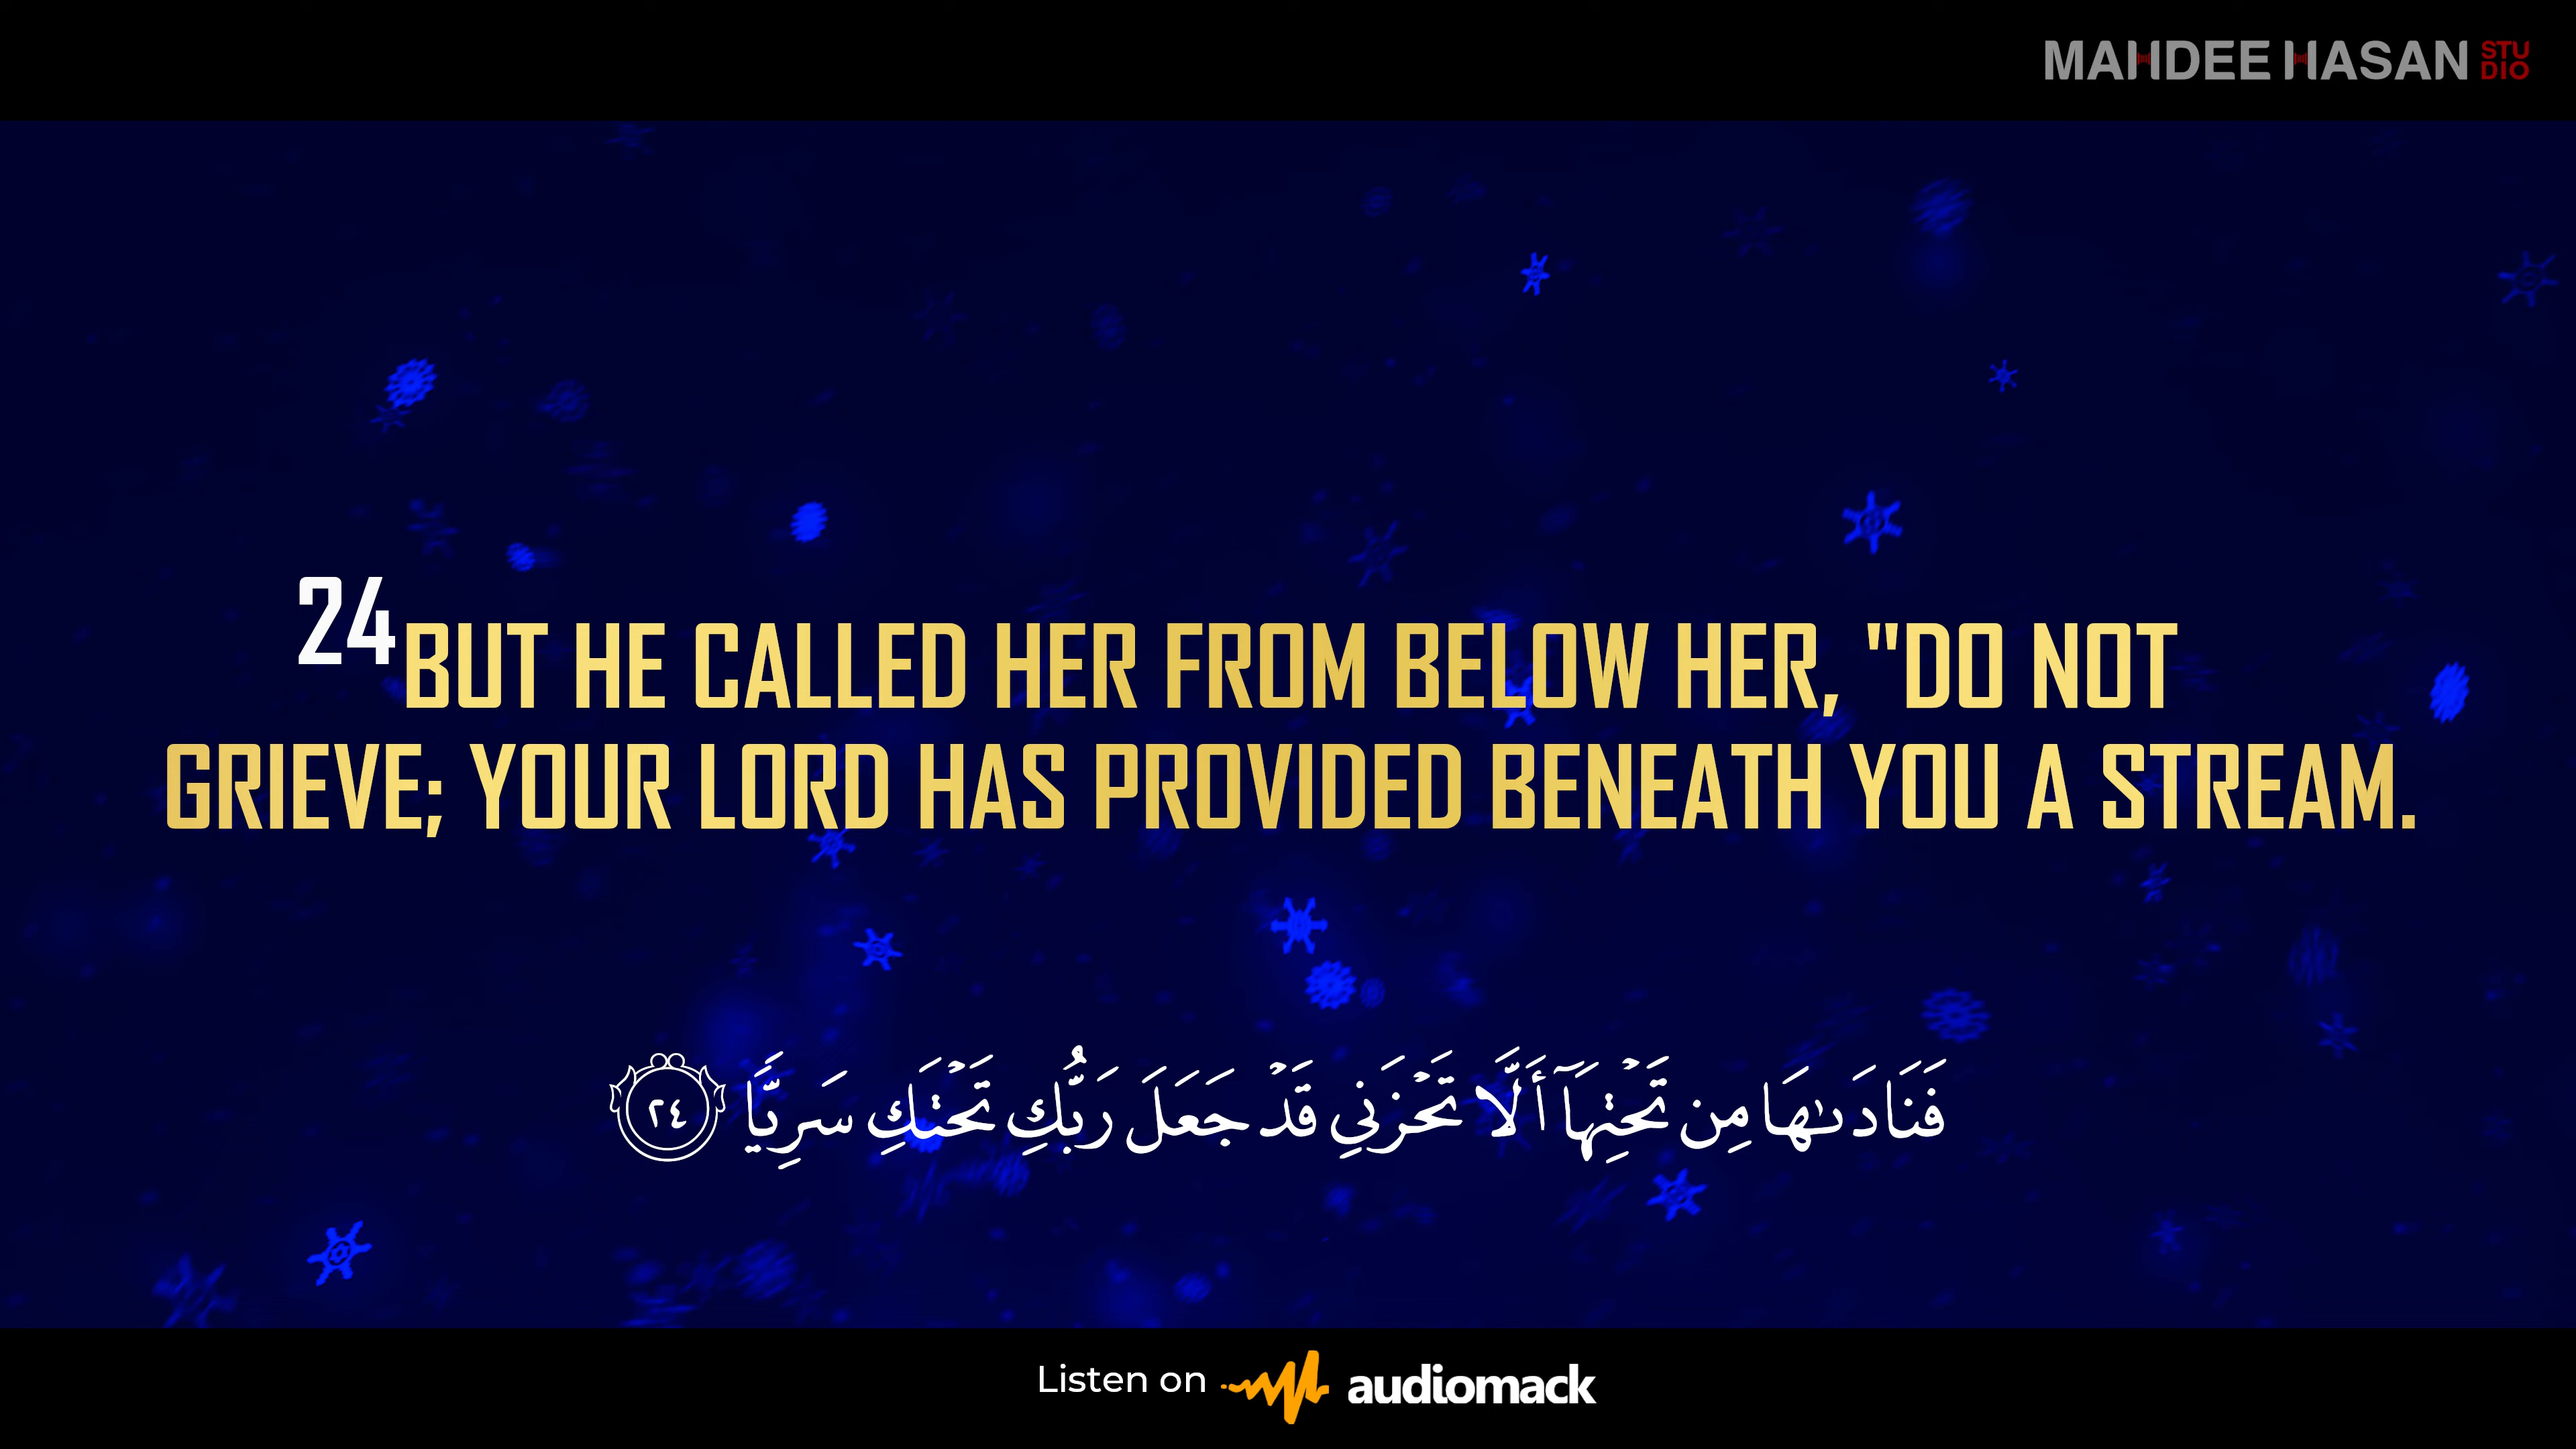 MAHDEE HASAN STUDIO
24 BUT HE CALLED HER FROM BELOW HER, "DO NOT
GRIEVE; YOUR LORD HAS PROVIDED BENEATH YOU A STREAM.
فَنَادَىٰهَا مِن تَحْتِهَآ أَلَّا تَحْزَنِي قَدْ جَعَلَ رَبُّكِ تَحْتَكِ سَرِيًّا ٢٤
Listen on audiomack